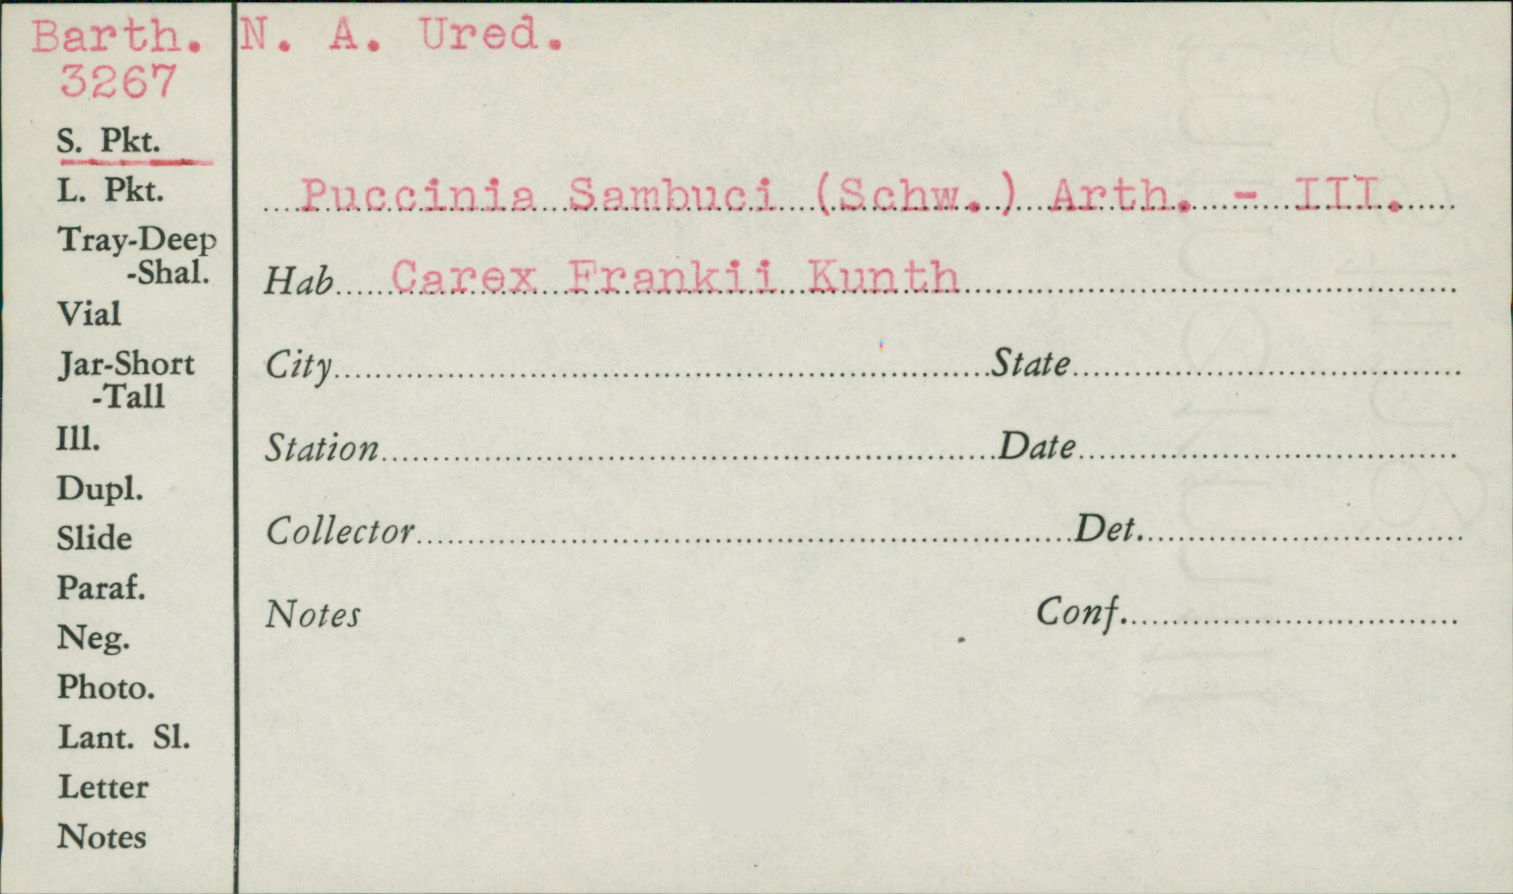 Barth. N. A. Ured.
3267
S. Pkt.
L. Pkt.
Tray-Deep
-Shal.
Vial
Jar-Short
-Tall
Ill.
Dupl.
Slide
Paraf.
Neg.
Photo.
Lant. Sl.
Letter
Notes
Puccinia Sambuci (Schw.) Arth. - III.
Hab. Carex Frankii Kunth
City State
Station Date
Collector Det.
Notes Conf.